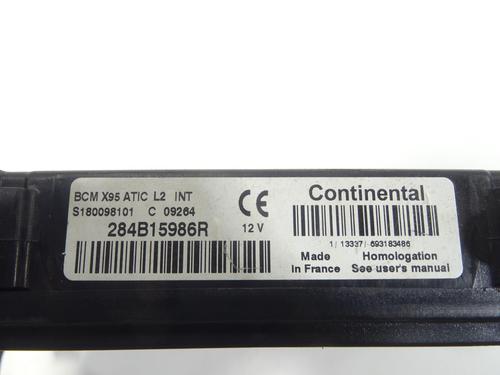 BCM X95 ATIC L2 INT
S180098101 C 09264
284B15986R
CE
12 V
Continental
1 / 13337 / 693183486
Made in France
Homologation
See user's manual